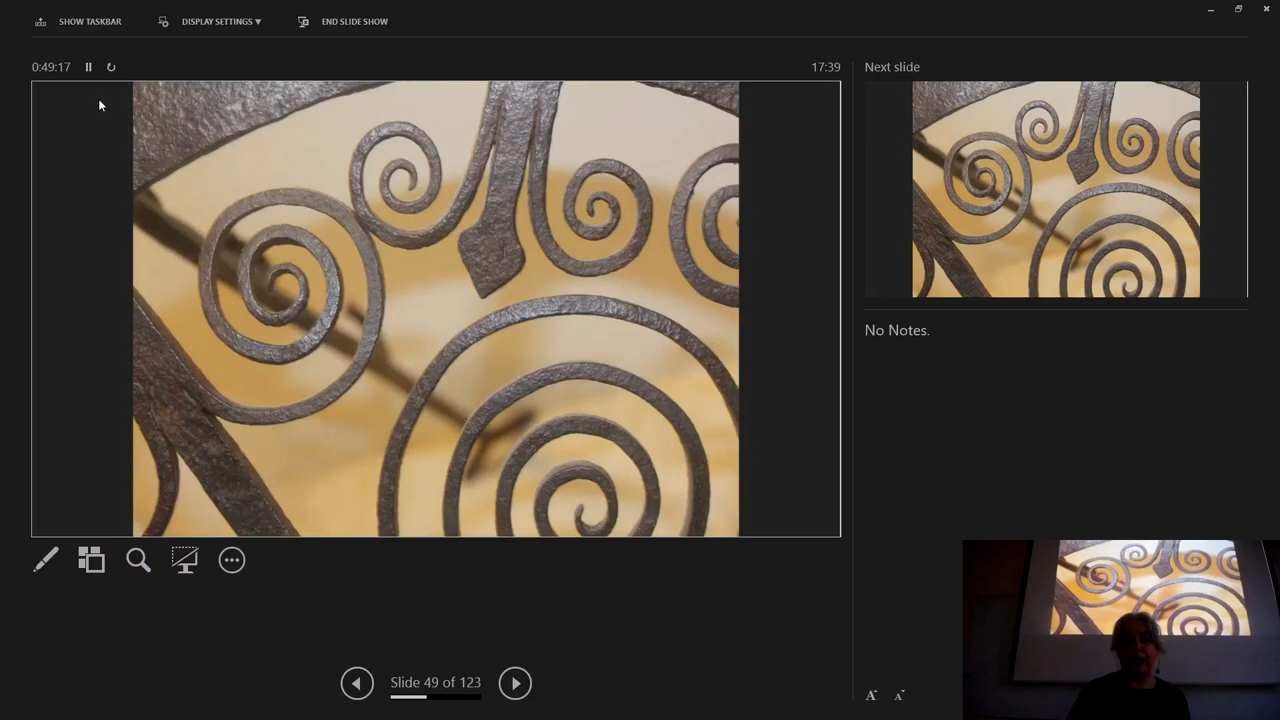 SHOW TASKBAR
DISPLAY SETTINGS ▼
END SLIDE SHOW
0:49:17
17:39
Next slide
No Notes.
Slide 49 of 123
A
A